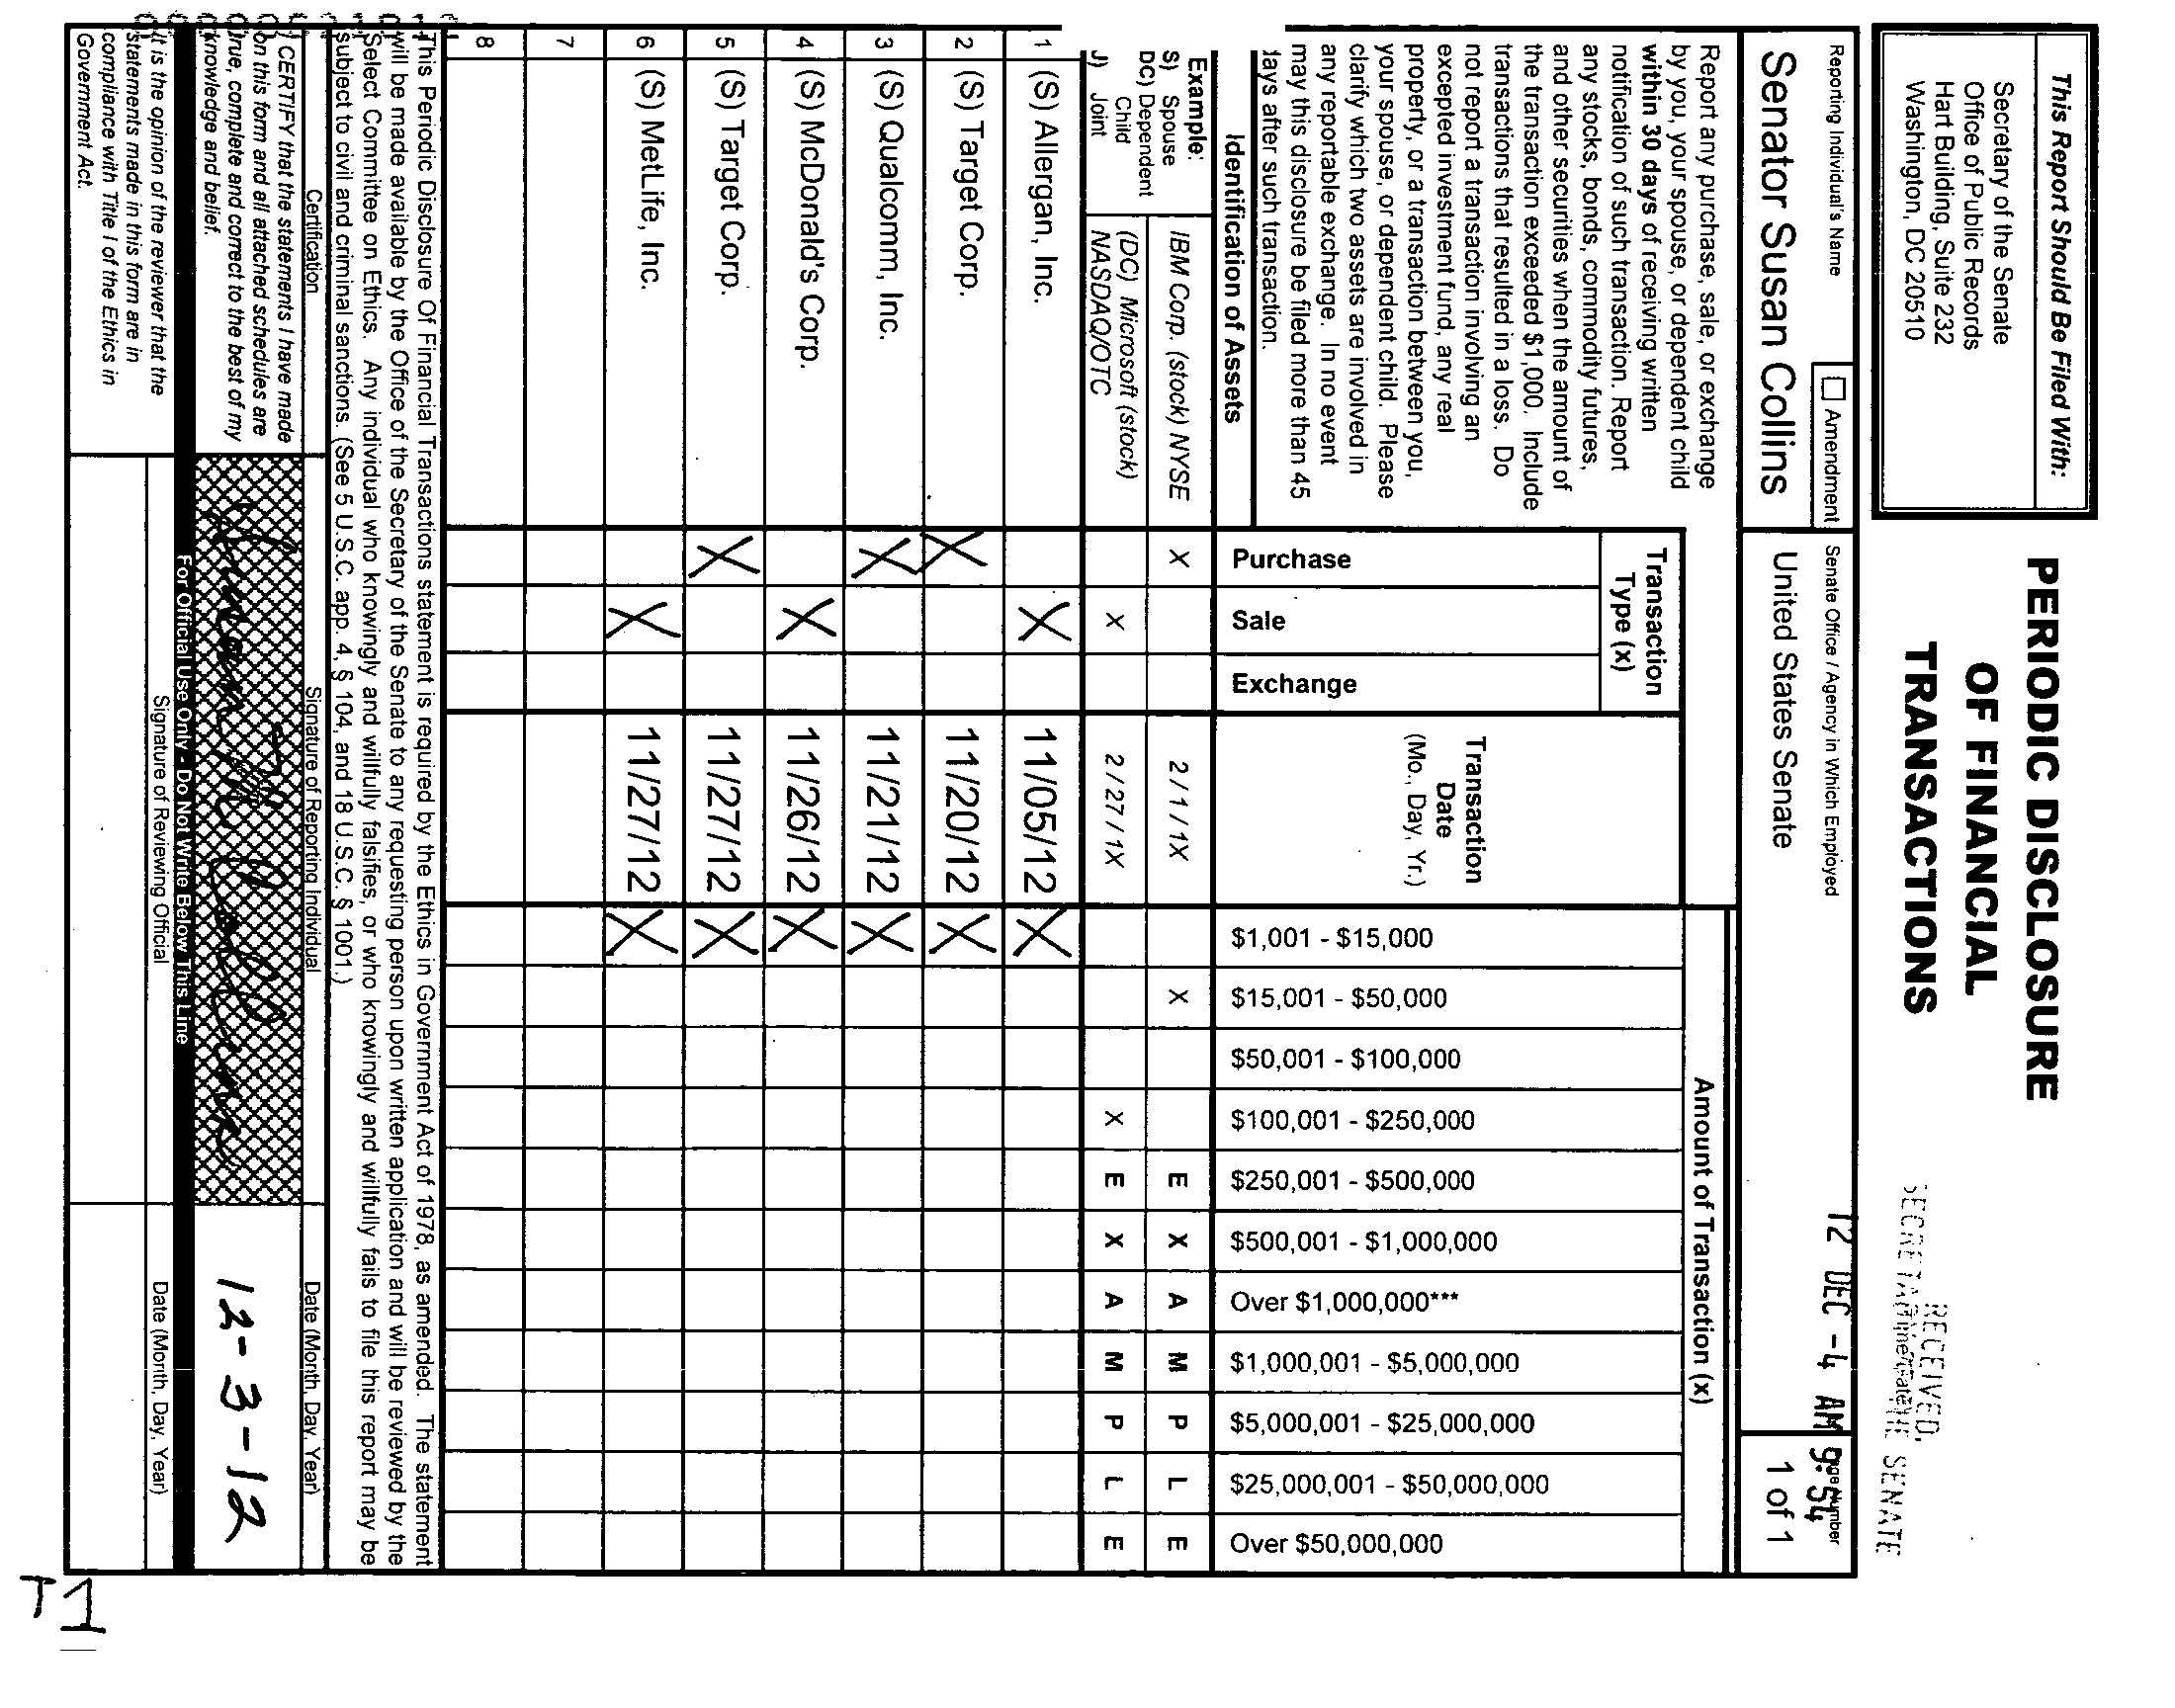 This Report Should Be Filed With:
Secretary of the Senate
Office of Public Records
Hart Building, Suite 232
Washington, DC 20510
PERIODIC DISCLOSURE
OF FINANCIAL
TRANSACTIONS
RECEIVED
SECRETARY OF THE SENATE
12 DEC -4 AM 9:54
Reporting Individual's Name
Amendment
Senate Office / Agency in Which Employed
Senator Susan Collins
United States Senate
1 of 1
Report any purchase, sale, or exchange
by you, your spouse, or dependent child
within 30 days of receiving written
notification of such transaction. Report
any stocks, bonds, commodity futures,
and other securities when the amount of
the transaction exceeded $1,000. Include
transactions that resulted in a loss. Do
not report a transaction involving an
excepted investment fund, any real
property, or a transaction between you,
your spouse, or dependent child. Please
clarify which two assets are involved in
any reportable exchange. In no event
may this disclosure be filed more than 45
days after such transaction.
Identification of Assets
Transaction
Type (x)
Purchase
Sale
Exchange
Transaction
Date
(Mo., Day, Yr.)
Amount of Transaction (x)
$1,001 - $15,000
$15,001 - $50,000
$50,001 - $100,000
$100,001 - $250,000
$250,001 - $500,000
$500,001 - $1,000,000
Over $1,000,000***
$1,000,001 - $5,000,000
$5,000,001 - $25,000,000
$25,000,001 - $50,000,000
Over $50,000,000
Example:
S) Spouse
DC) Dependent
Child
J) Joint
IBM Corp. (stock) NYSE X 2 / 1 / 1X X E X A M P L E
(DC) Microsoft (stock)
NASDAQ/OTC X 2 / 27 / 1X X E X A M P L E
1 (S) Allergan, Inc. X 11/05/12 X
2 (S) Target Corp. X 11/20/12 X
3 (S) Qualcomm, Inc. X 11/21/12 X
4 (S) McDonald's Corp. X 11/26/12 X
5 (S) Target Corp. X 11/27/12 X
6 (S) MetLife, Inc. X 11/27/12 X
7
8
This Periodic Disclosure Of Financial Transactions statement is required by the Ethics in Government Act of 1978, as amended. The statement
will be made available by the Office of the Secretary of the Senate to any requesting person upon written application and will be reviewed by the
Select Committee on Ethics. Any individual who knowingly and willfully falsifies, or who knowingly and willfully fails to file this report may be
subject to civil and criminal sanctions. (See 5 U.S.C. app. 4, § 104, and 18 U.S.C. § 1001.)
Certification
Signature of Reporting Individual
Date (Month, Day, Year)
I CERTIFY that the statements I have made
on this form and all attached schedules are
true, complete and correct to the best of my
knowledge and belief.
12-3-12
For Official Use Only - Do Not Write Below This Line
It is the opinion of the reviewer that the
statements made in this form are in
compliance with Title I of the Ethics in
Government Act.
Signature of Reviewing Official
Date (Month, Day, Year)
T1